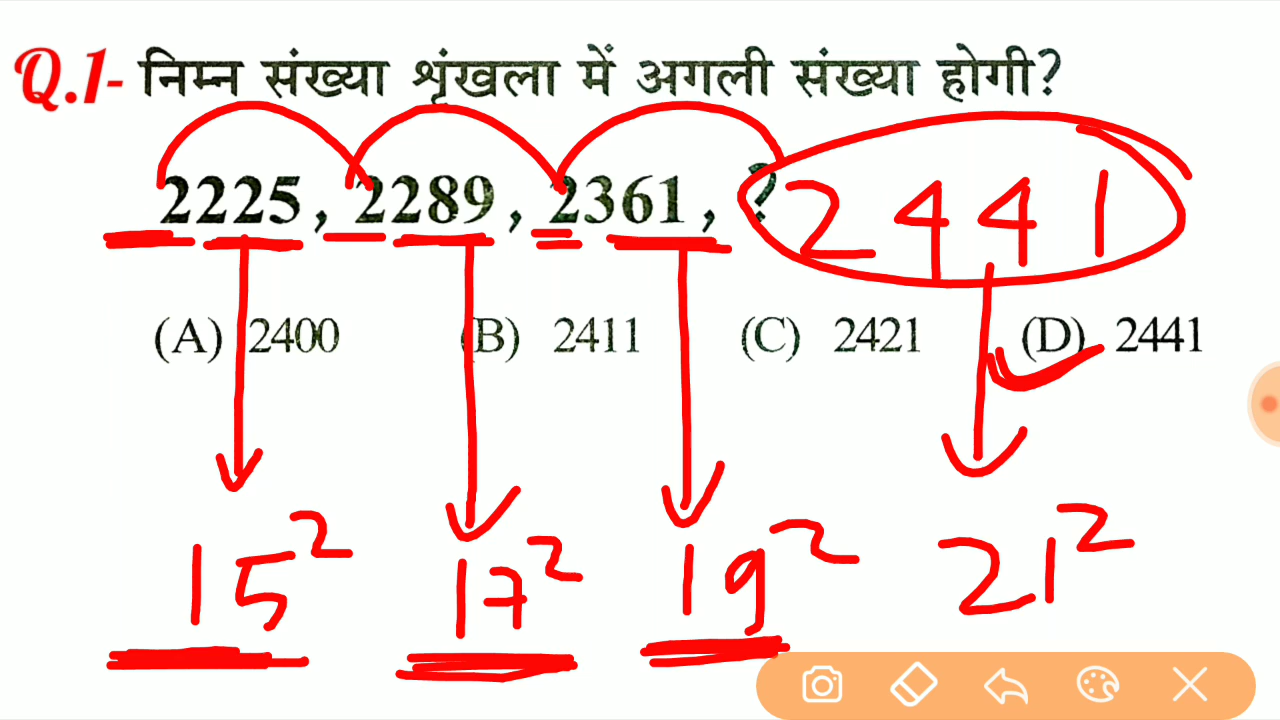 Q.1- निम्न संख्या शृंखला में अगली संख्या होगी?
2225, 2289, 2361, ? 2441
(A) 2400 (B) 2411 (C) 2421 (D) 2441
15² 17² 19² 21²